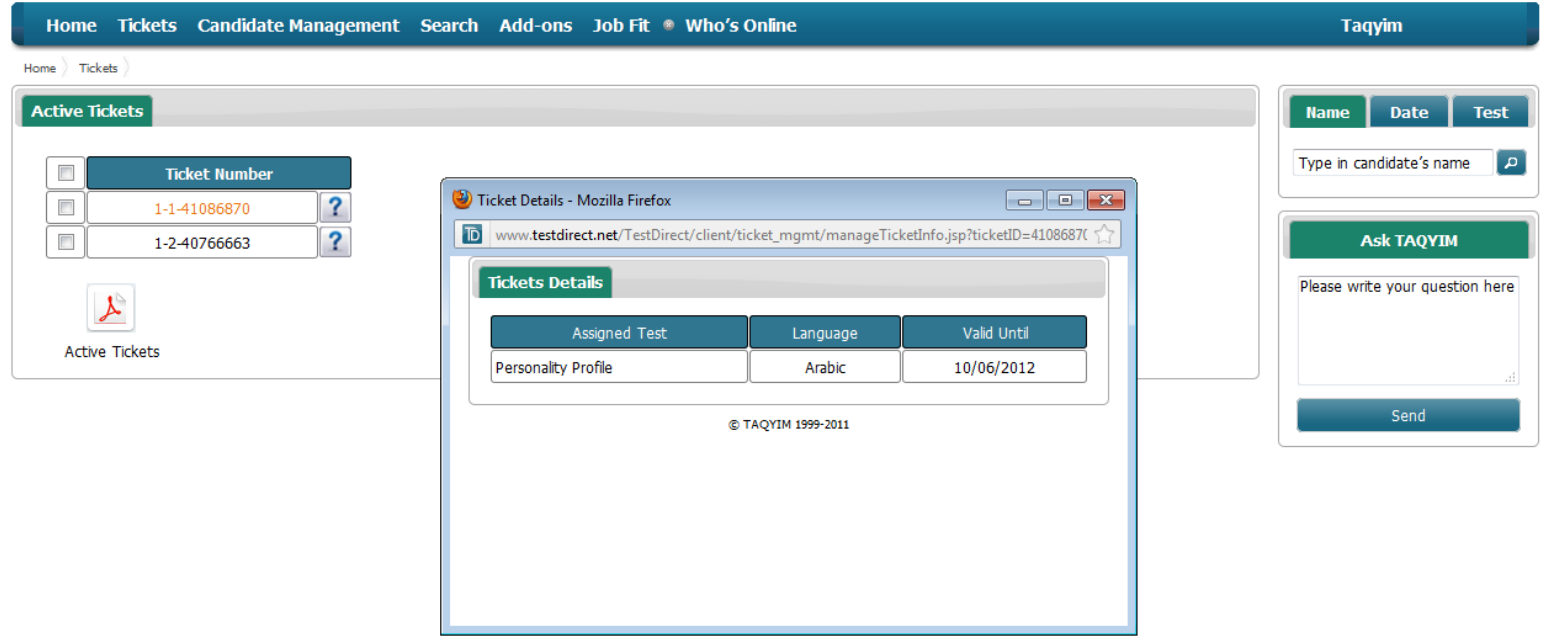 Home Tickets Candidate Management Search Add-ons Job Fit Who's Online Taqyim
Home Tickets
Active Tickets
Ticket Number
1-1-41086870 ?
1-2-40766663 ?
Active Tickets
Ticket Details - Mozilla Firefox
TD www.testdirect.net/TestDirect/client/ticket_mgmt/manageTicketInfo.jsp?ticketID=4108687(
Tickets Details
Assigned Test Language Valid Until
Personality Profile Arabic 10/06/2012
© TAQYIM 1999-2011
Name Date Test
Type in candidate's name
Ask TAQYIM
Please write your question here
Send